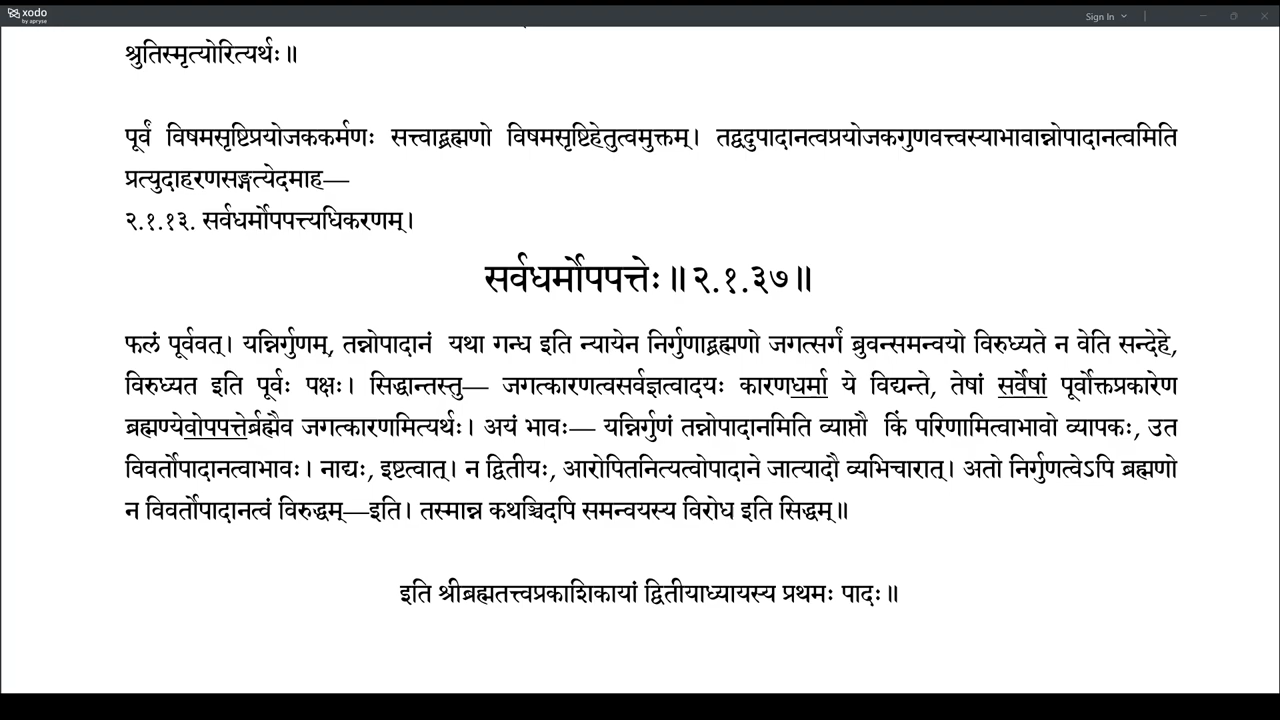 xodo
by apryse
Sign In
श्रुतिस्मृत्योरित्यर्थः॥
पूर्वं विषमसृष्टिप्रयोजककर्मणः सत्त्वाद्ब्रह्मणो विषमसृष्टिहेतुत्वमुक्तम्। तद्वदुपादानत्वप्रयोजकगुणवत्त्वस्याभावान्नोपादानत्वमिति
प्रत्युदाहरणसङ्गत्येदमाह—
२.१.१३. सर्वधर्मोपपत्त्यधिकरणम्।
सर्वधर्मोपपत्तेः॥२.१.३७॥
फलं पूर्ववत्। यन्निर्गुणम्, तन्नोपादानं यथा गन्ध इति न्यायेन निर्गुणाद्ब्रह्मणो जगत्सर्गं ब्रुवन्समन्वयो विरुध्यते न वेति सन्देहे,
विरुध्यत इति पूर्वः पक्षः। सिद्धान्तस्तु— जगत्कारणत्वसर्वज्ञत्वादयः कारणधर्मा ये विद्यन्ते, तेषां सर्वेषां पूर्वोक्तप्रकारेण
ब्रह्मण्येवोपपत्तेर्ब्रह्मैव जगत्कारणमित्यर्थः। अयं भावः— यन्निर्गुणं तन्नोपादानमिति व्याप्तौ किं परिणामित्वाभावो व्यापकः, उत
विवर्तोपादानत्वाभावः। नाद्यः, इष्टत्वात्। न द्वितीयः, आरोपितनित्यत्वोपादाने जात्यादौ व्यभिचारात्। अतो निर्गुणत्वेऽपि ब्रह्मणो
न विवर्तोपादानत्वं विरुद्धम्—इति। तस्मान्न कथञ्चिदपि समन्वयस्य विरोध इति सिद्धम्॥
इति श्रीब्रह्मतत्त्वप्रकाशिकायां द्वितीयाध्यायस्य प्रथमः पादः॥